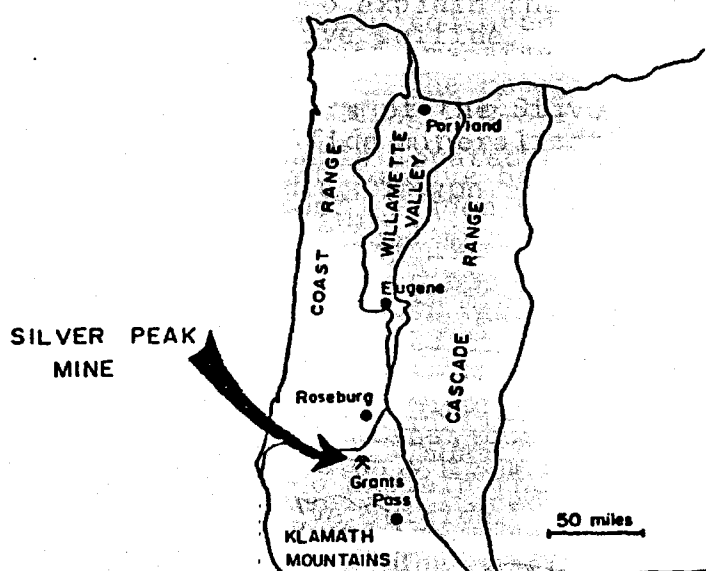 Portland
WILLAMETTE
VALLEY
COAST RANGE
CASCADE RANGE
Eugene
SILVER PEAK
MINE
Roseburg
Grants
Pass
50 miles
KLAMATH
MOUNTAINS